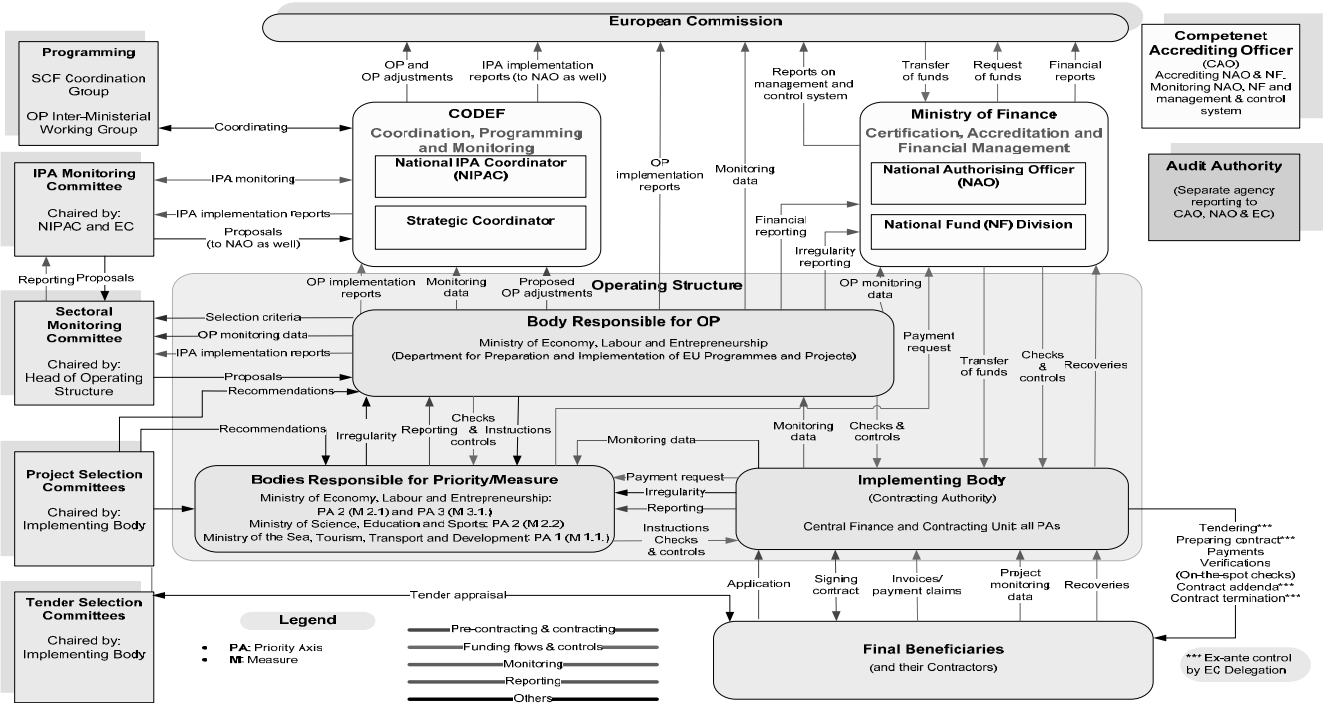 European Commission
Programming
SCF Coordination
Group
OP Inter-Ministerial
Working Group
OP and
OP adjustments
IPA implementation
reports (to NAO as well)
Reports on
management and
control system
Transfer
of funds
Request
of funds
Financial
reports
Competenet
Accrediting Officer
(CAO)
Accrediting NAO & NF.
Monitoring NAO, NF and
management & control
system
Coordinating
CODEF
Coordination, Programming
and Monitoring
National IPA Coordinator
(NIPAC)
Strategic Coordinator
OP
implementation
reports
Monitoring
data
Ministry of Finance
Certification, Accreditation and
Financial Management
National Authorising Officer
(NAO)
National Fund (NF) Division
Audit Authority
(Separate agency
reporting to
CAO, NAO & EC)
IPA Monitoring
Committee
Chaired by:
NIPAC and EC
IPA monitoring
IPA implementation reports
Proposals
(to NAO as well)
Financial
reporting
Irregularity
reporting
Reporting
Proposals
OP implementation
reports
Monitoring
data
Proposed
OP adjustments
Operating Structure
OP monitoring
data
Sectoral
Monitoring
Committee
Chaired by:
Head of Operating
Structure
Selection criteria
OP monitoring data
IPA implementation reports
Proposals
Recommendations
Body Responsible for OP
Ministry of Economy, Labour and Entrepreneurship
(Department for Preparation and Implementation of EU Programmes and Projects)
Payment
request
Transfer
of funds
Checks
&
controls
Recoveries
Recommendations
Irregularity
Reporting
Checks
&
controls
Instructions
Monitoring data
Monitoring
data
Checks &
controls
Project Selection
Committees
Chaired by:
Implementing Body
Bodies Responsible for Priority/Measure
Ministry of Economy, Labour and Entrepreneurship:
PA 2 (M 2.1) and PA 3 (M 3.1.)
Ministry of Science, Education and Sports: PA 2 (M 2.2)
Ministry of the Sea, Tourism, Transport and Development: PA 1 (M 1.1.)
Payment request
Irregularity
Reporting
Instructions
Checks
& controls
Implementing Body
(Contracting Authority)
Central Finance and Contracting Unit: all PAs
Tendering***
Preparing contract***
Payments
Verifications
(On-the-spot checks)
Contract addenda***
Contract termination***
Application
Signing
contract
Invoices/
payment claims
Project
monitoring
data
Recoveries
Tender Selection
Committees
Chaired by:
Implementing Body
Tender appraisal
Legend
• PA: Priority Axis
• M: Measure
Pre-contracting & contracting
Funding flows & controls
Monitoring
Reporting
Others
Final Beneficiaries
(and their Contractors)
*** Ex-ante control
by EC Delegation